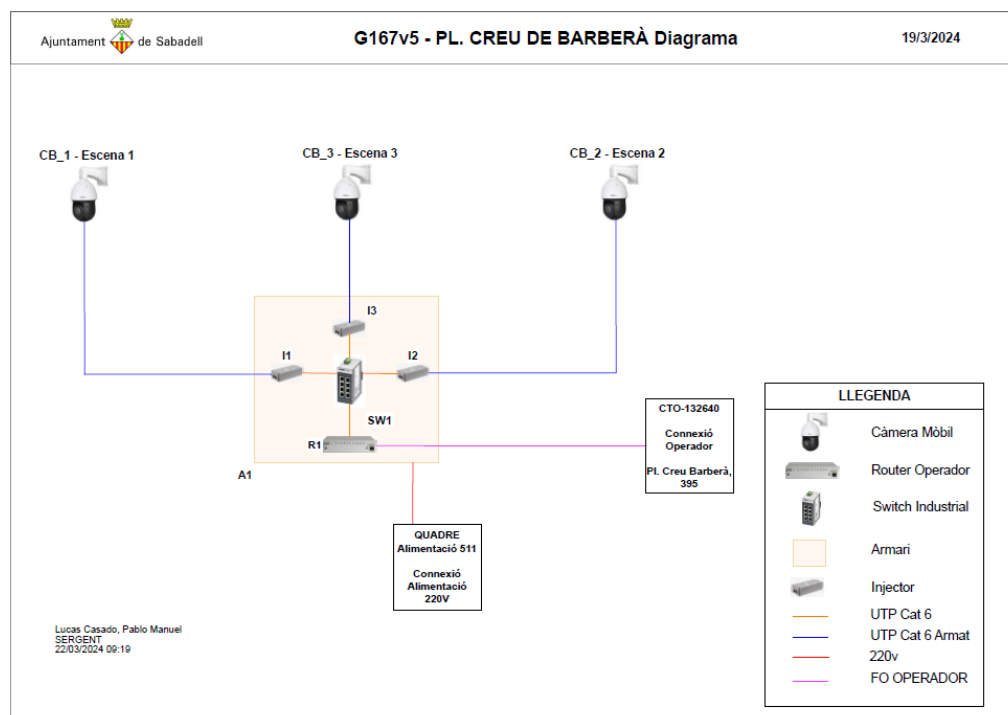 Ajuntament de Sabadell
G167v5 - PL. CREU DE BARBERÀ Diagrama
19/3/2024
CB_1 - Escena 1
CB_3 - Escena 3
CB_2 - Escena 2
I3
I1
I2
SW1
R1
A1
CTO-132640
Connexió
Operador
Pl. Creu Barberà,
395
QUADRE
Alimentació 511
Connexió
Alimentació
220V
LLEGENDA
Càmera Mòbil
Router Operador
Switch Industrial
Armari
Injector
UTP Cat 6
UTP Cat 6 Armat
220v
FO OPERADOR
Lucas Casado, Pablo Manuel
SERGENT
22/03/2024 09:19